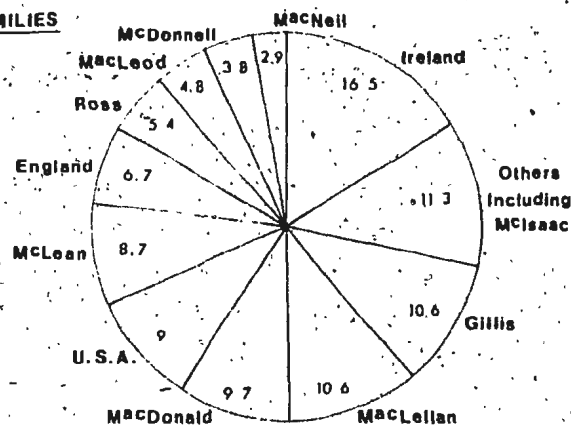 MILIES
MacNeil
McDonnell
Ireland
MacLeod
2.9
3 8
4.8
16 5
Ross
5 4
England
6.7
Others
Including
McIsaac
11 3
McLean
8.7
10.6
Gillis
U.S.A.
9
9 7
10 6
MacDonald
MacLellan